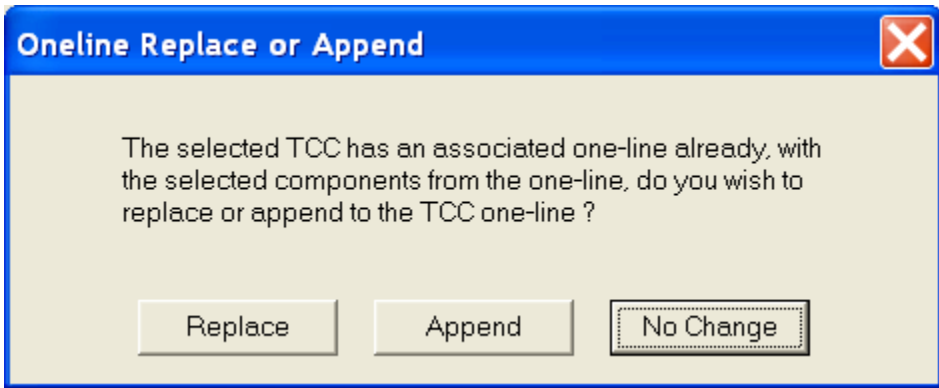 Oneline Replace or Append
The selected TCC has an associated one-line already, with
the selected components from the one-line, do you wish to
replace or append to the TCC one-line ?
Replace Append No Change